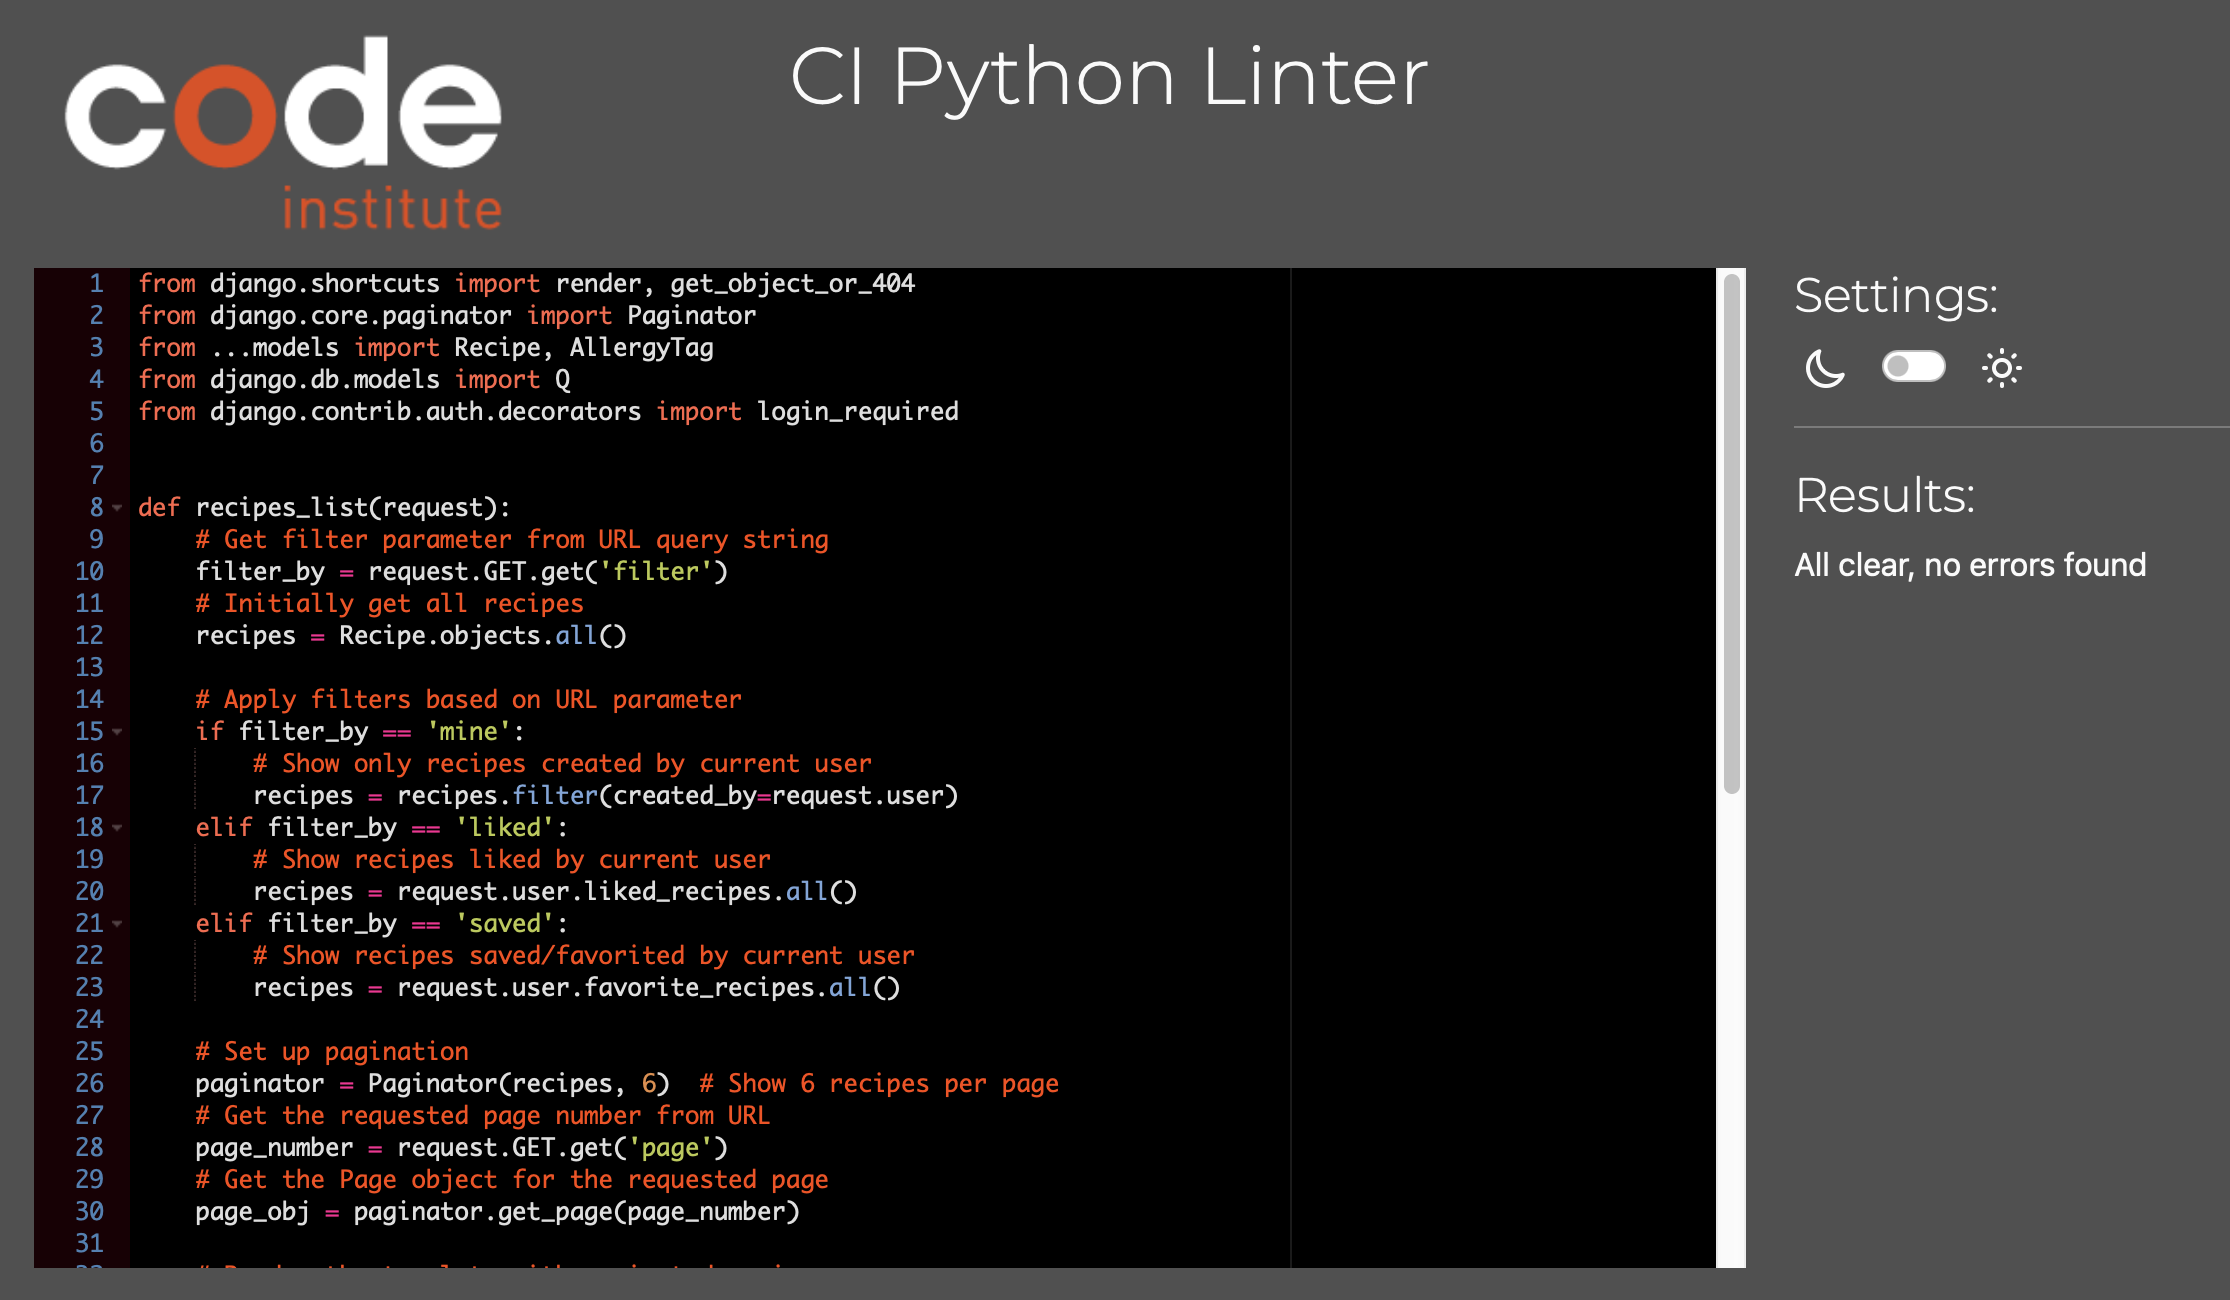 code
institute
CI Python Linter
1 from django.shortcuts import render, get_object_or_404
2 from django.core.paginator import Paginator
3 from ...models import Recipe, AllergyTag
4 from django.db.models import Q
5 from django.contrib.auth.decorators import login_required
6
7
8 def recipes_list(request):
9     # Get filter parameter from URL query string
10     filter_by = request.GET.get('filter')
11     # Initially get all recipes
12     recipes = Recipe.objects.all()
13
14     # Apply filters based on URL parameter
15     if filter_by == 'mine':
16         # Show only recipes created by current user
17         recipes = recipes.filter(created_by=request.user)
18     elif filter_by == 'liked':
19         # Show recipes liked by current user
20         recipes = request.user.liked_recipes.all()
21     elif filter_by == 'saved':
22         # Show recipes saved/favorited by current user
23         recipes = request.user.favorite_recipes.all()
24
25     # Set up pagination
26     paginator = Paginator(recipes, 6)  # Show 6 recipes per page
27     # Get the requested page number from URL
28     page_number = request.GET.get('page')
29     # Get the Page object for the requested page
30     page_obj = paginator.get_page(page_number)
31
Settings:
Results:
All clear, no errors found